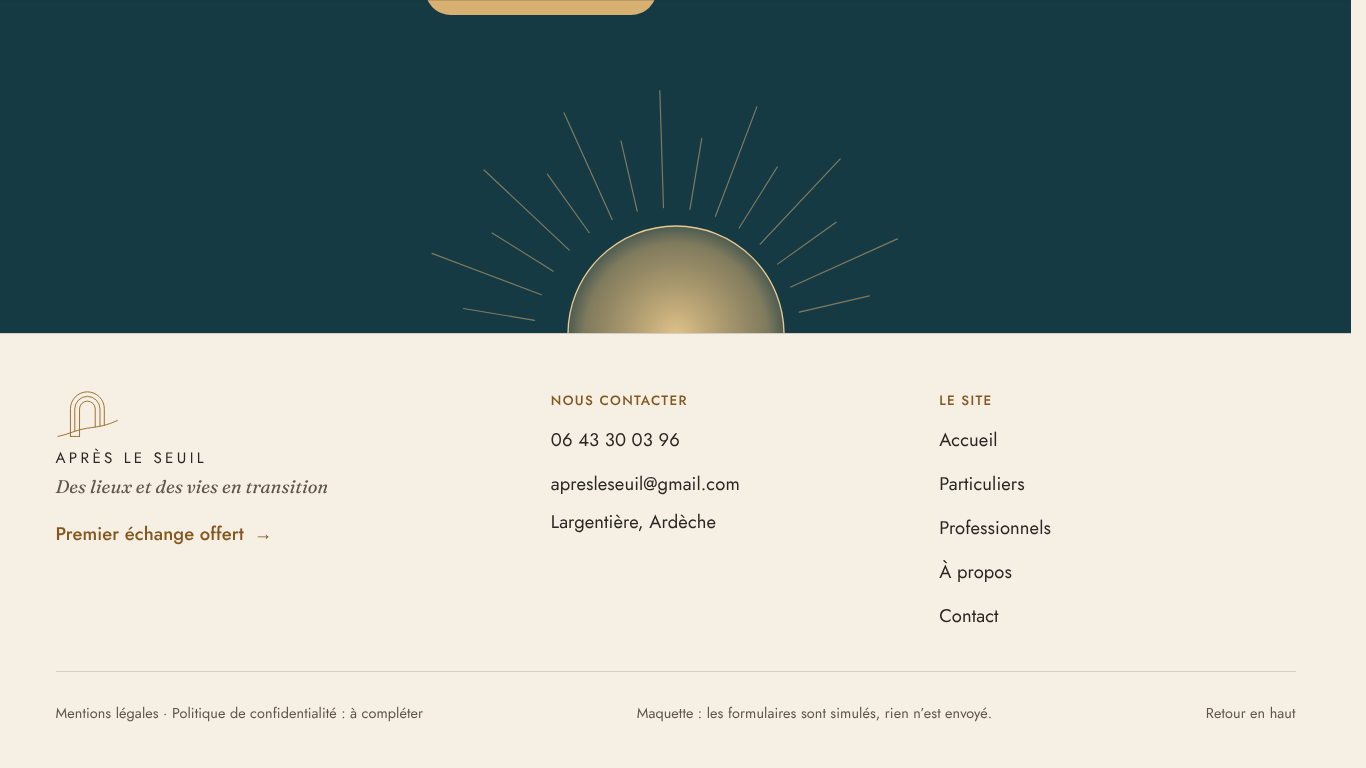 APRÈS LE SEUIL
Des lieux et des vies en transition
Premier échange offert →
NOUS CONTACTER
06 43 30 03 96
apresleseuil@gmail.com
Largentière, Ardèche
LE SITE
Accueil
Particuliers
Professionnels
À propos
Contact
Mentions légales · Politique de confidentialité : à compléter
Maquette : les formulaires sont simulés, rien n’est envoyé.
Retour en haut